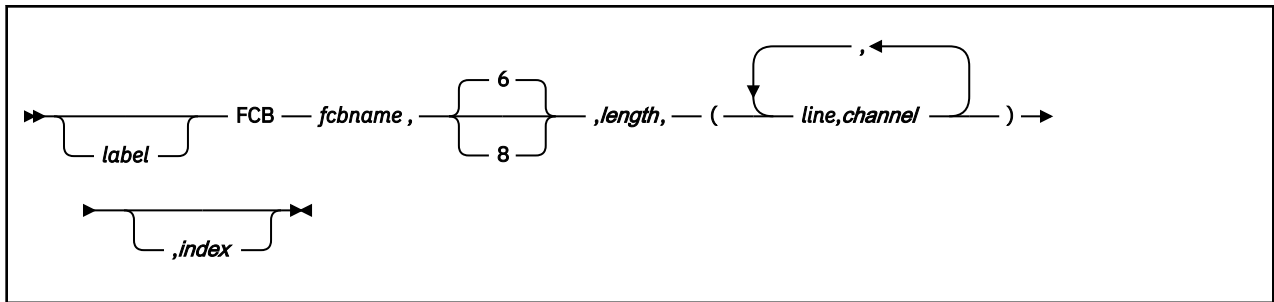 ,
6
FCB fcbname , ,length, ( line,channel )
label 8
,index